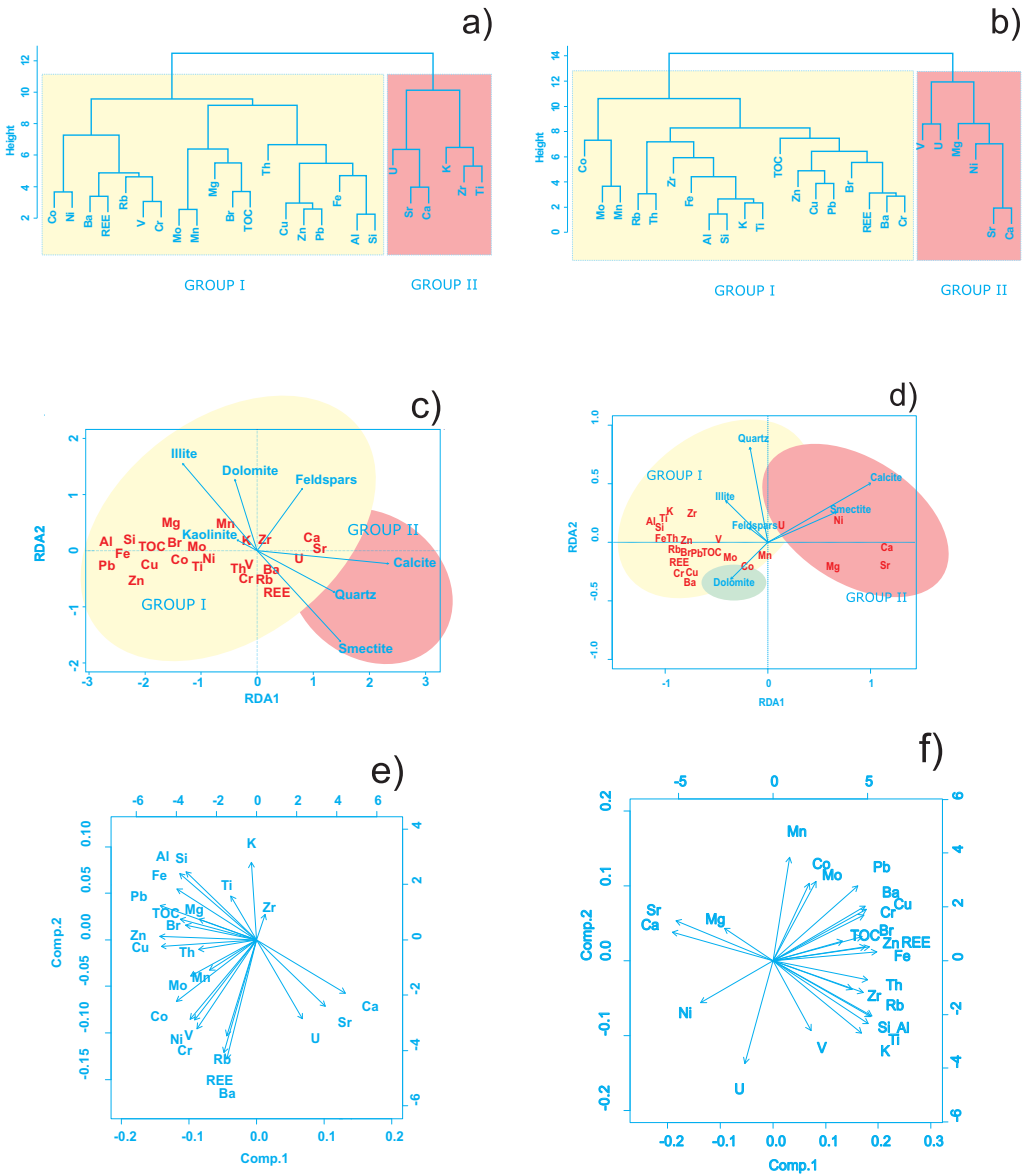 a)
b)
Height
12
10
8
6
4
2
Co Ni Ba REE Rb V Cr Mo Mn Mg Br TOC Th Cu Zn Pb Fe Al Si U Sr Ca K Zr Ti
GROUP I
GROUP II
Height
14
12
10
8
6
4
2
0
Co Mo Mn Rb Th Zr Fe Al Si K Ti TOC Zn Cu Pb Br REE Ba Cr V U Mg Ni Sr Ca
GROUP I
GROUP II
c)
RDA2
2
1
0
-1
-2
Illite
Dolomite
Feldspars
Mg Mn
GROUP II
Kaolinite
Al Si TOC Br Mo K Zr Ca Sr
Fe Cu Co Ni U
Pb Ti Th V Ba
Calcite
Zn Cr Rb
REE
Quartz
GROUP I
Smectite
-3 -2 -1 0 1 2 3
RDA1
d)
RDA2
1.0
0.5
0.0
-0.5
-1.0
Quartz
GROUP I
Calcite
Illite
Smectite
K Zr
Al Ti
Si
Feldspars U
Ni
Fe Th Zn V
Rb Br Pb TOC Mo Mn
Ca
REE Co Mg Sr
Cr Cu
Ba
Dolomite
GROUP II
-1 0 1
RDA1
e)
-6 -4 -2 0 2 4 6
Comp.2
0.10
0.05
0.00
-0.05
-0.10
-0.15
4
2
0
-2
-4
-6
K
Al Si
Fe
Ti
Pb
TOC Mg Zr
Br
Zn
Cu Th
Mo Mn
Ca
Co Sr
Ni V U
Cr
Rb
REE
Ba
-0.2 -0.1 0.0 0.1 0.2
Comp.1
f)
-5 0 5
Comp.2
0.2
0.1
0.0
-0.1
-0.2
6
4
2
0
-2
-4
-6
Mn
Co Pb
Mo
Ba
Cu
Sr Cr
Ca Mg
Br
TOC Zn REE
Fe
Th
Zr
Ni Rb
Si Al
V Ti
K
U
-0.2 -0.1 0.0 0.1 0.2 0.3
Comp.1